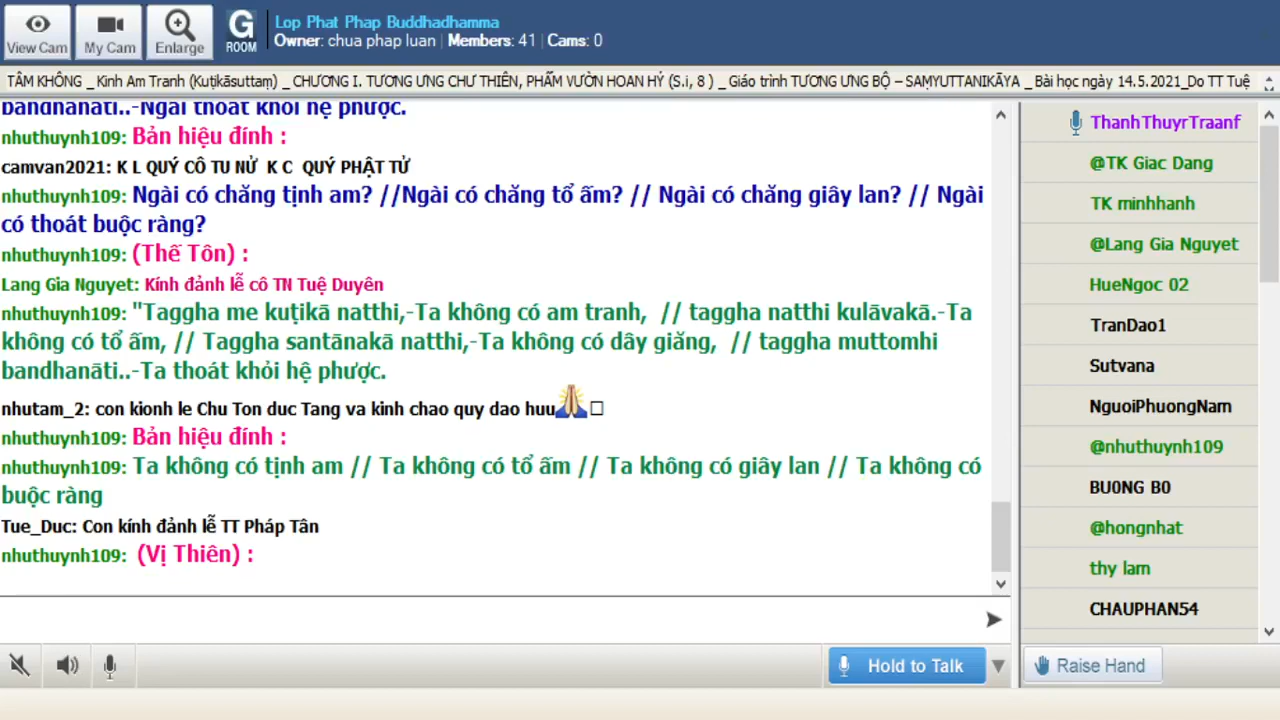 View Cam
My Cam
Enlarge
G
ROOM
Lop Phat Phap Buddhadhamma
Owner: chua phap luan | Members: 41 | Cams: 0
TÂM KHÔNG _ Kinh Am Tranh (Kuṭikāsuttaṃ) _ CHƯƠNG I. TƯƠNG ƯNG CHƯ THIÊN, PHẨM VƯỜN HOAN HỶ (S.i, 8 ) _ Giáo trình TƯƠNG ƯNG BỘ – SAṂYUTTANIKĀYA _ Bài học ngày 14.5.2021_Do TT Tuệ
bandhanāti..-Ngài thoát khỏi hệ phược.
nhuthuynh109: Bản hiệu đính :
camvan2021: K L QUÝ CÔ TU NỬ K C QUÝ PHẬT TỬ
nhuthuynh109: Ngài có chăng tịnh am? //Ngài có chăng tổ ấm? // Ngài có chăng giây lan? // Ngài
có thoát buộc ràng?
nhuthuynh109: (Thế Tôn) :
Lang Gia Nguyet: Kính đảnh lễ cô TN Tuệ Duyên
nhuthuynh109: "Taggha me kuṭikā natthi,-Ta không có am tranh, // taggha natthi kulāvakā.-Ta
không có tổ ấm, // Taggha santānakā natthi,-Ta không có dây giăng, // taggha muttomhi
bandhanāti..-Ta thoát khỏi hệ phược.
nhutam_2: con kionh le Chu Ton duc Tang va kinh chao quy dao huu
nhuthuynh109: Bản hiệu đính :
nhuthuynh109: Ta không có tịnh am // Ta không có tổ ấm // Ta không có giây lan // Ta không có
buộc ràng
Tue_Duc: Con kính đảnh lễ TT Pháp Tân
nhuthuynh109: (Vị Thiên) :
ThanhThuyrTraanf
@TK Giac Dang
TK minhhanh
@Lang Gia Nguyet
HueNgoc 02
TranDao1
Sutvana
NguoiPhuongNam
@nhuthuynh109
BU0NG B0
@hongnhat
thy lam
CHAUPHAN54
Hold to Talk
Raise Hand